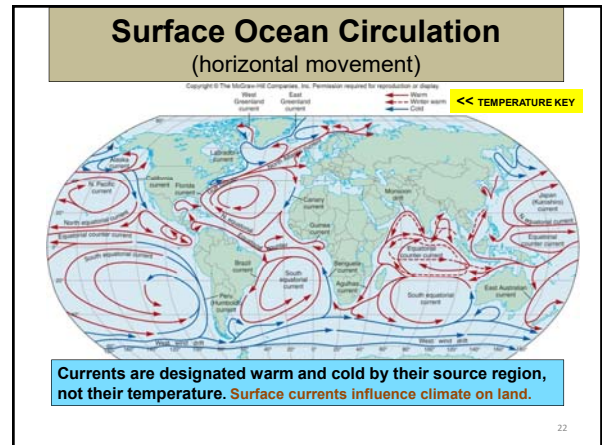 Surface Ocean Circulation
(horizontal movement)
Copyright © The McGraw-Hill Companies, Inc. Permission required for reproduction or display.
West
Greenland
current
East
Greenland
current
Warm
Winter warm
Cold
<< TEMPERATURE KEY
Labrador
current
Alaska
current
California
current
Florida
current
N. Pacific
current
Canary
current
Monsoon
drift
Japan
(Kuroshio)
current
North equatorial current
Equatorial counter current
Guinea
current
Equatorial
counter current
Equatorial
counter current
South equatorial current
Brazil
current
South
equatorial
current
Benguela
current
Agulhas
current
Peru
(Humboldt)
current
South equatorial
current
East Australian
current
West wind drift
West wind drift
Currents are designated warm and cold by their source region,
not their temperature. Surface currents influence climate on land.
22